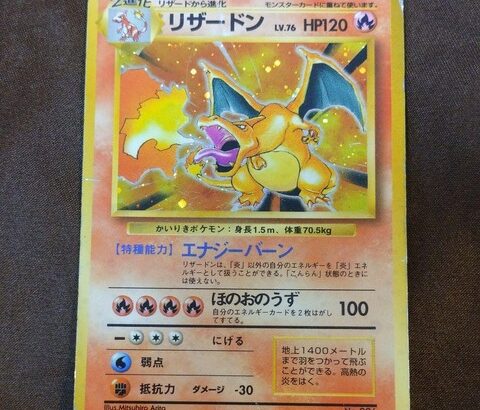 2進化 リザードから進化 モンスターカードに重ねて使います。
リザードン LV.76 HP120
かいりきポケモン：身長1.5m、体重70.5kg
【特種能力】エナジーバーン
リザードンは、「炎」以外の自分のエネルギーを「炎」エネ
ルギーとして扱うことができる。「こんらん」状態のときに
は使えない。
ほのおのうず 100
自分のエネルギーカードを2枚はが
してすてる。
にげる
弱点
抵抗力 ダメージ -30
地上1400メートル
まで羽をつかって飛ぶ
ことができる。高熱の
炎をはく。
Illus.Mitsuhiro Arita